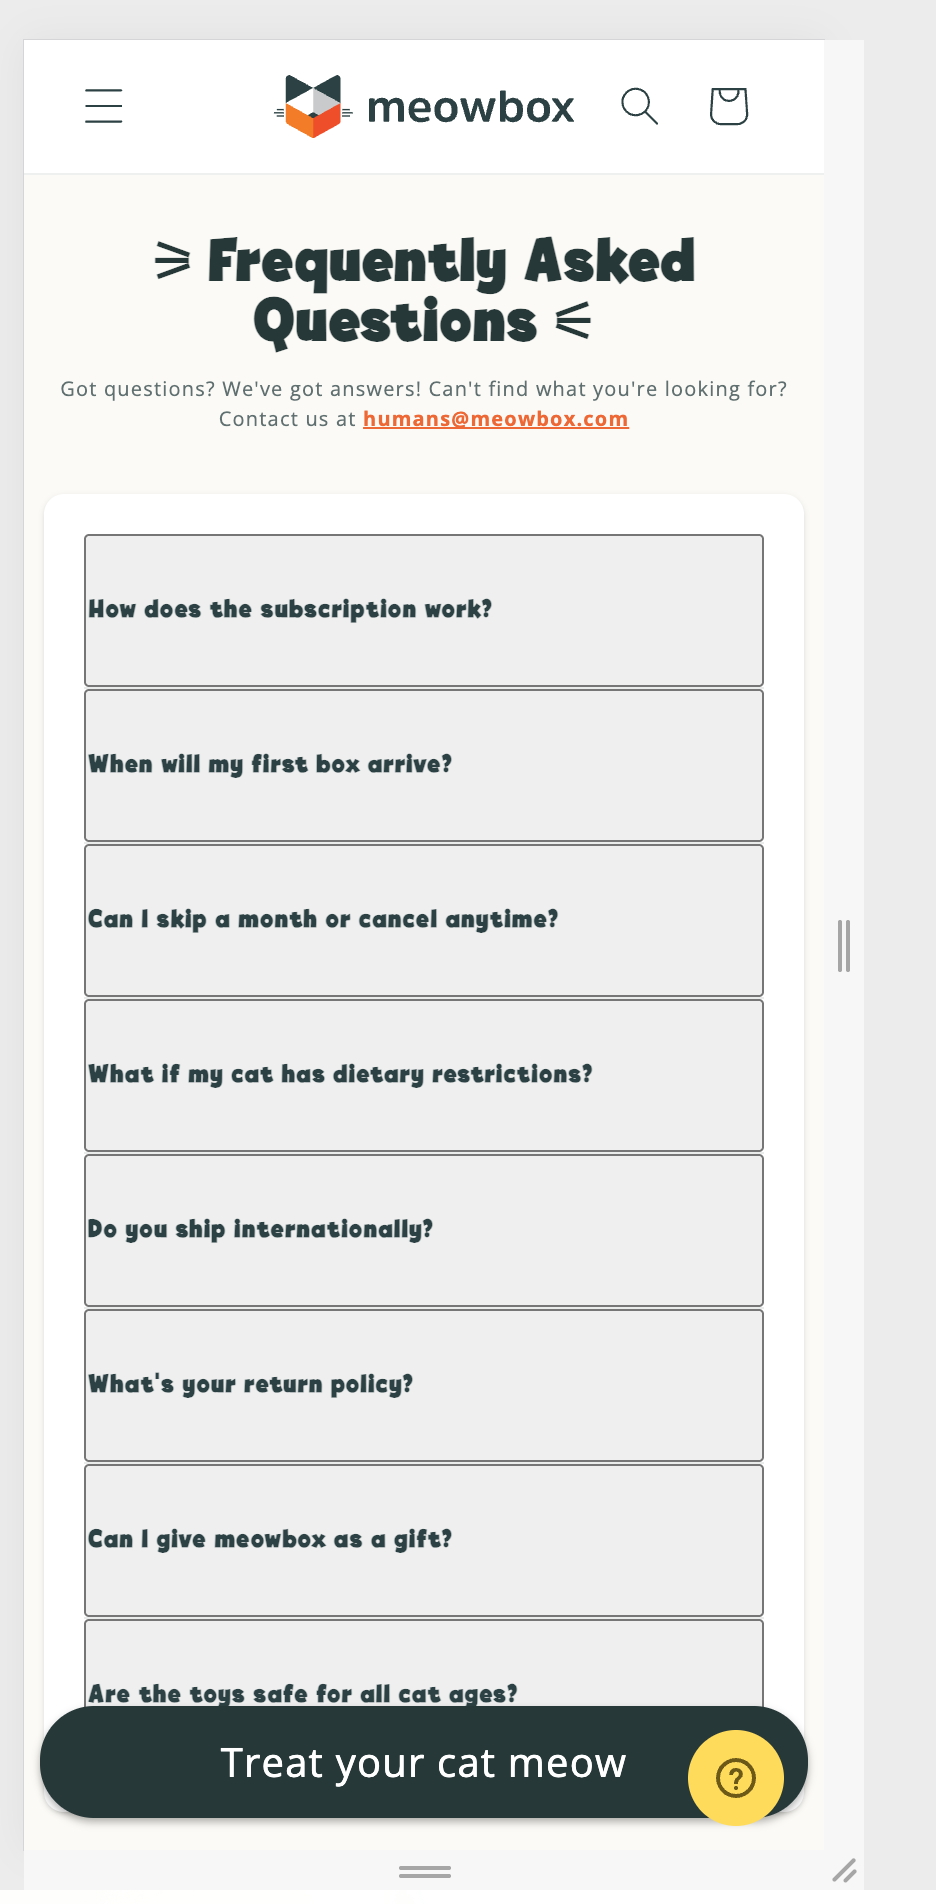 meowbox
Frequently Asked
Questions
Got questions? We've got answers! Can't find what you're looking for?
Contact us at humans@meowbox.com
How does the subscription work?
When will my first box arrive?
Can I skip a month or cancel anytime?
What if my cat has dietary restrictions?
Do you ship internationally?
What's your return policy?
Can I give meowbox as a gift?
Are the toys safe for all cat ages?
Treat your cat meow
?